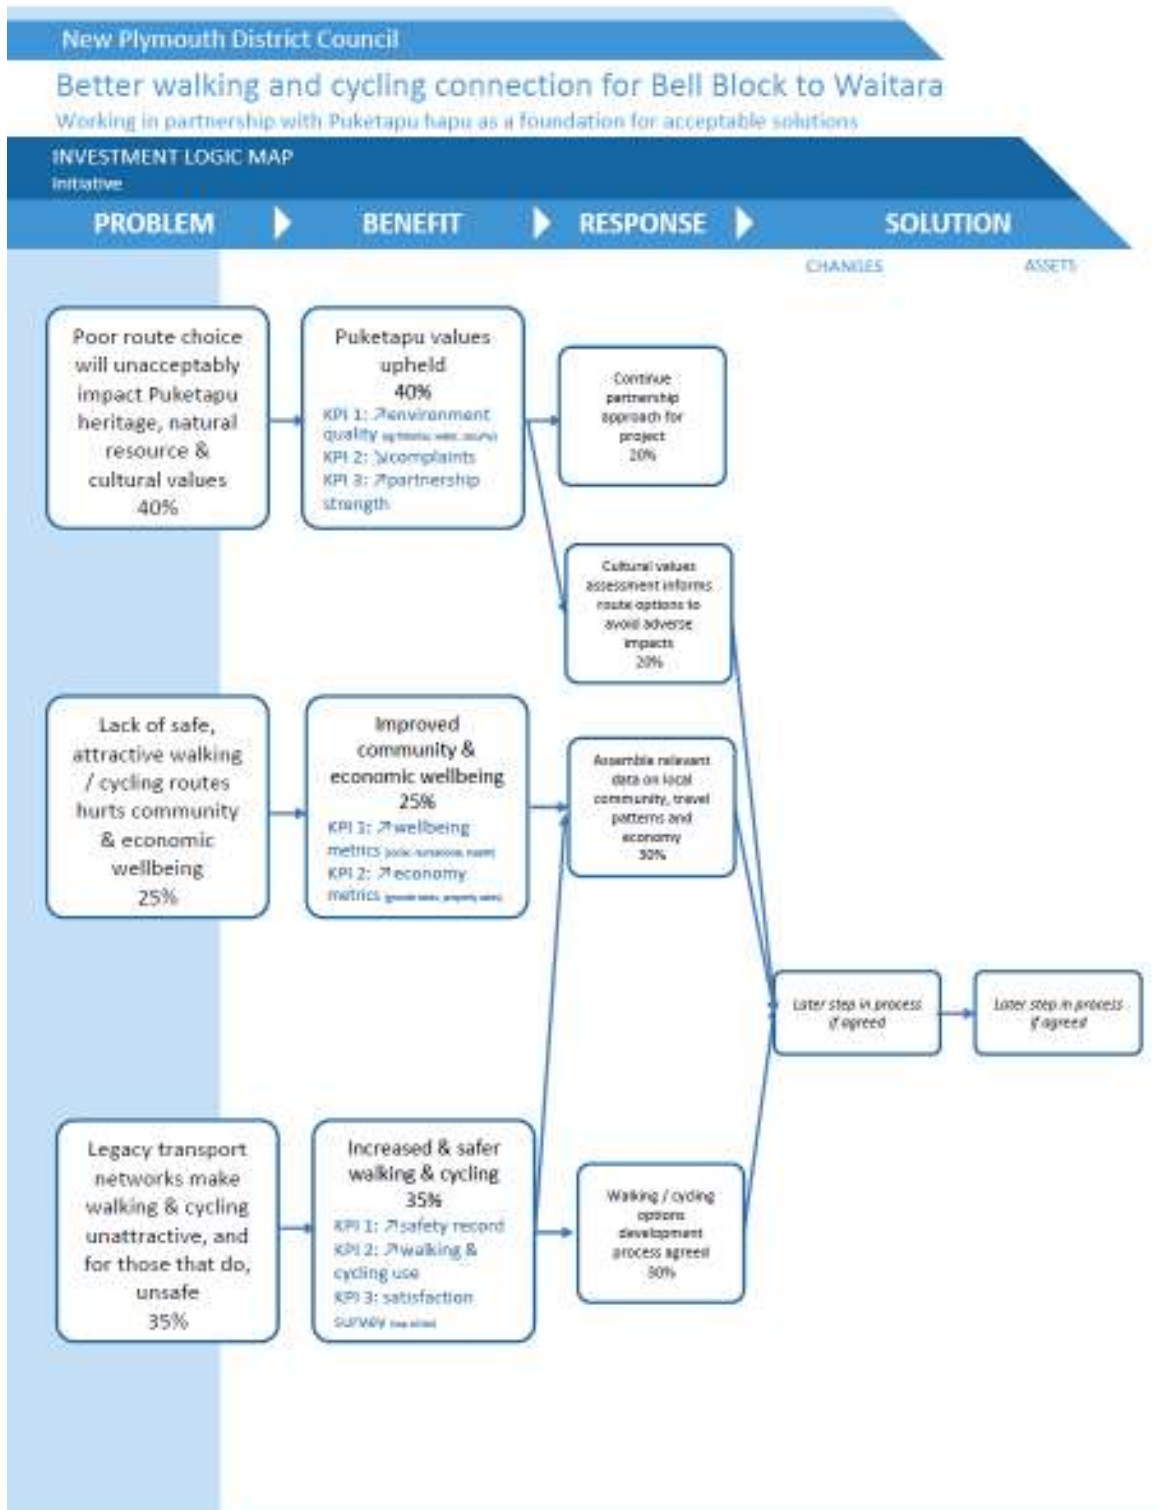 New Plymouth District Council
Better walking and cycling connection for Bell Block to Waitara
Working in partnership with Puketapu hapu as a foundation for acceptable solutions
INVESTMENT LOGIC MAP
Initiative
PROBLEM
BENEFIT
RESPONSE
SOLUTION
CHANGES
ASSETS
Poor route choice
will unacceptably
impact Puketapu
heritage, natural
resource &
cultural values
40%
Puketapu values
upheld
40%
KPI 1: ↗environment
quality
KPI 2: ↘complaints
KPI 3: ↗partnership
strength
Continue
partnership
approach for
project
20%
Cultural values
assessment informs
route options to
avoid adverse
impacts
20%
Lack of safe,
attractive walking
/ cycling routes
hurts community
& economic
wellbeing
25%
Improved
community &
economic wellbeing
25%
KPI 1: ↗wellbeing
metrics
KPI 2: ↗economy
metrics
Assemble relevant
data on local
community, travel
patterns and
economy
30%
Later step in process
if agreed
Later step in process
if agreed
Legacy transport
networks make
walking & cycling
unattractive, and
for those that do,
unsafe
35%
Increased & safer
walking & cycling
35%
KPI 1: ↗safety record
KPI 2: ↗walking &
cycling use
KPI 3: satisfaction
survey
Walking / cycling
options
development
process agreed
30%